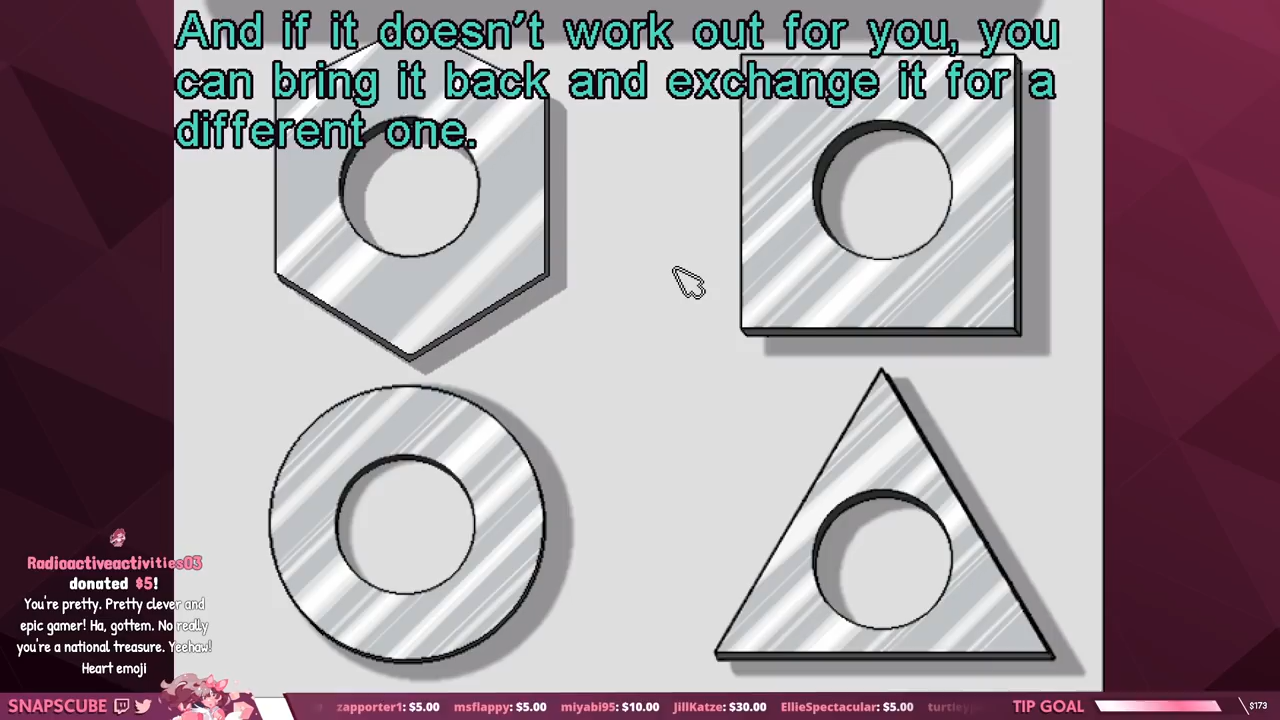 And if it doesn't work out for you, you
can bring it back and exchange it for a
different one.
Radioactiveactivities03
donated $5!
You're pretty. Pretty clever and
epic gamer! Ha, gottem. No really
you're a national treasure. Yeehaw!
Heart emoji
SNAPSCUBE zapporter1: $5.00 msflappy: $5.00 miyabi95: $10.00 JillKatze: $30.00 EllieSpectacular: $5.00 TIP GOAL $173